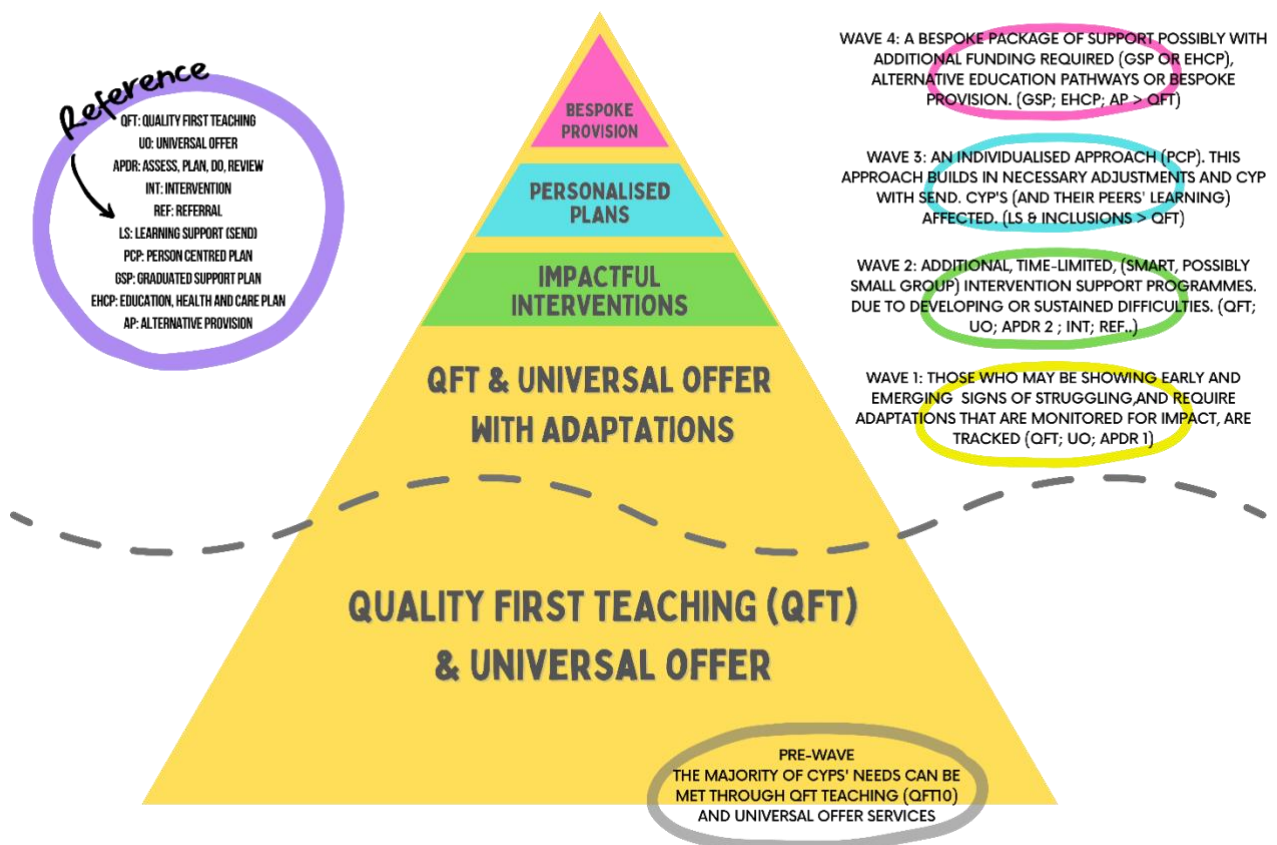 Reference
QFT: QUALITY FIRST TEACHING
UO: UNIVERSAL OFFER
APDR: ASSESS, PLAN, DO, REVIEW
INT: INTERVENTION
REF: REFERRAL
LS: LEARNING SUPPORT (SEND)
PCP: PERSON CENTRED PLAN
GSP: GRADUATED SUPPORT PLAN
EHCP: EDUCATION, HEALTH AND CARE PLAN
AP: ALTERNATIVE PROVISION
BESPOKE
PROVISION
PERSONALISED
PLANS
IMPACTFUL
INTERVENTIONS
QFT & UNIVERSAL OFFER
WITH ADAPTATIONS
QUALITY FIRST TEACHING (QFT)
& UNIVERSAL OFFER
WAVE 4: A BESPOKE PACKAGE OF SUPPORT POSSIBLY WITH
ADDITIONAL FUNDING REQUIRED (GSP OR EHCP),
ALTERNATIVE EDUCATION PATHWAYS OR BESPOKE
PROVISION. (GSP; EHCP; AP > QFT)
WAVE 3: AN INDIVIDUALISED APPROACH (PCP). THIS
APPROACH BUILDS IN NECESSARY ADJUSTMENTS AND CYP
WITH SEND. CYP'S (AND THEIR PEERS' LEARNING)
AFFECTED. (LS & INCLUSIONS > QFT)
WAVE 2: ADDITIONAL, TIME-LIMITED, (SMART, POSSIBLY
SMALL GROUP) INTERVENTION SUPPORT PROGRAMMES.
DUE TO DEVELOPING OR SUSTAINED DIFFICULTIES. (QFT;
UO; APDR 2 ; INT; REF..)
WAVE 1: THOSE WHO MAY BE SHOWING EARLY AND
EMERGING SIGNS OF STRUGGLING,AND REQUIRE
ADAPTATIONS THAT ARE MONITORED FOR IMPACT, ARE
TRACKED (QFT; UO; APDR 1)
PRE-WAVE
THE MAJORITY OF CYPS' NEEDS CAN BE
MET THROUGH QFT TEACHING (QFT10)
AND UNIVERSAL OFFER SERVICES